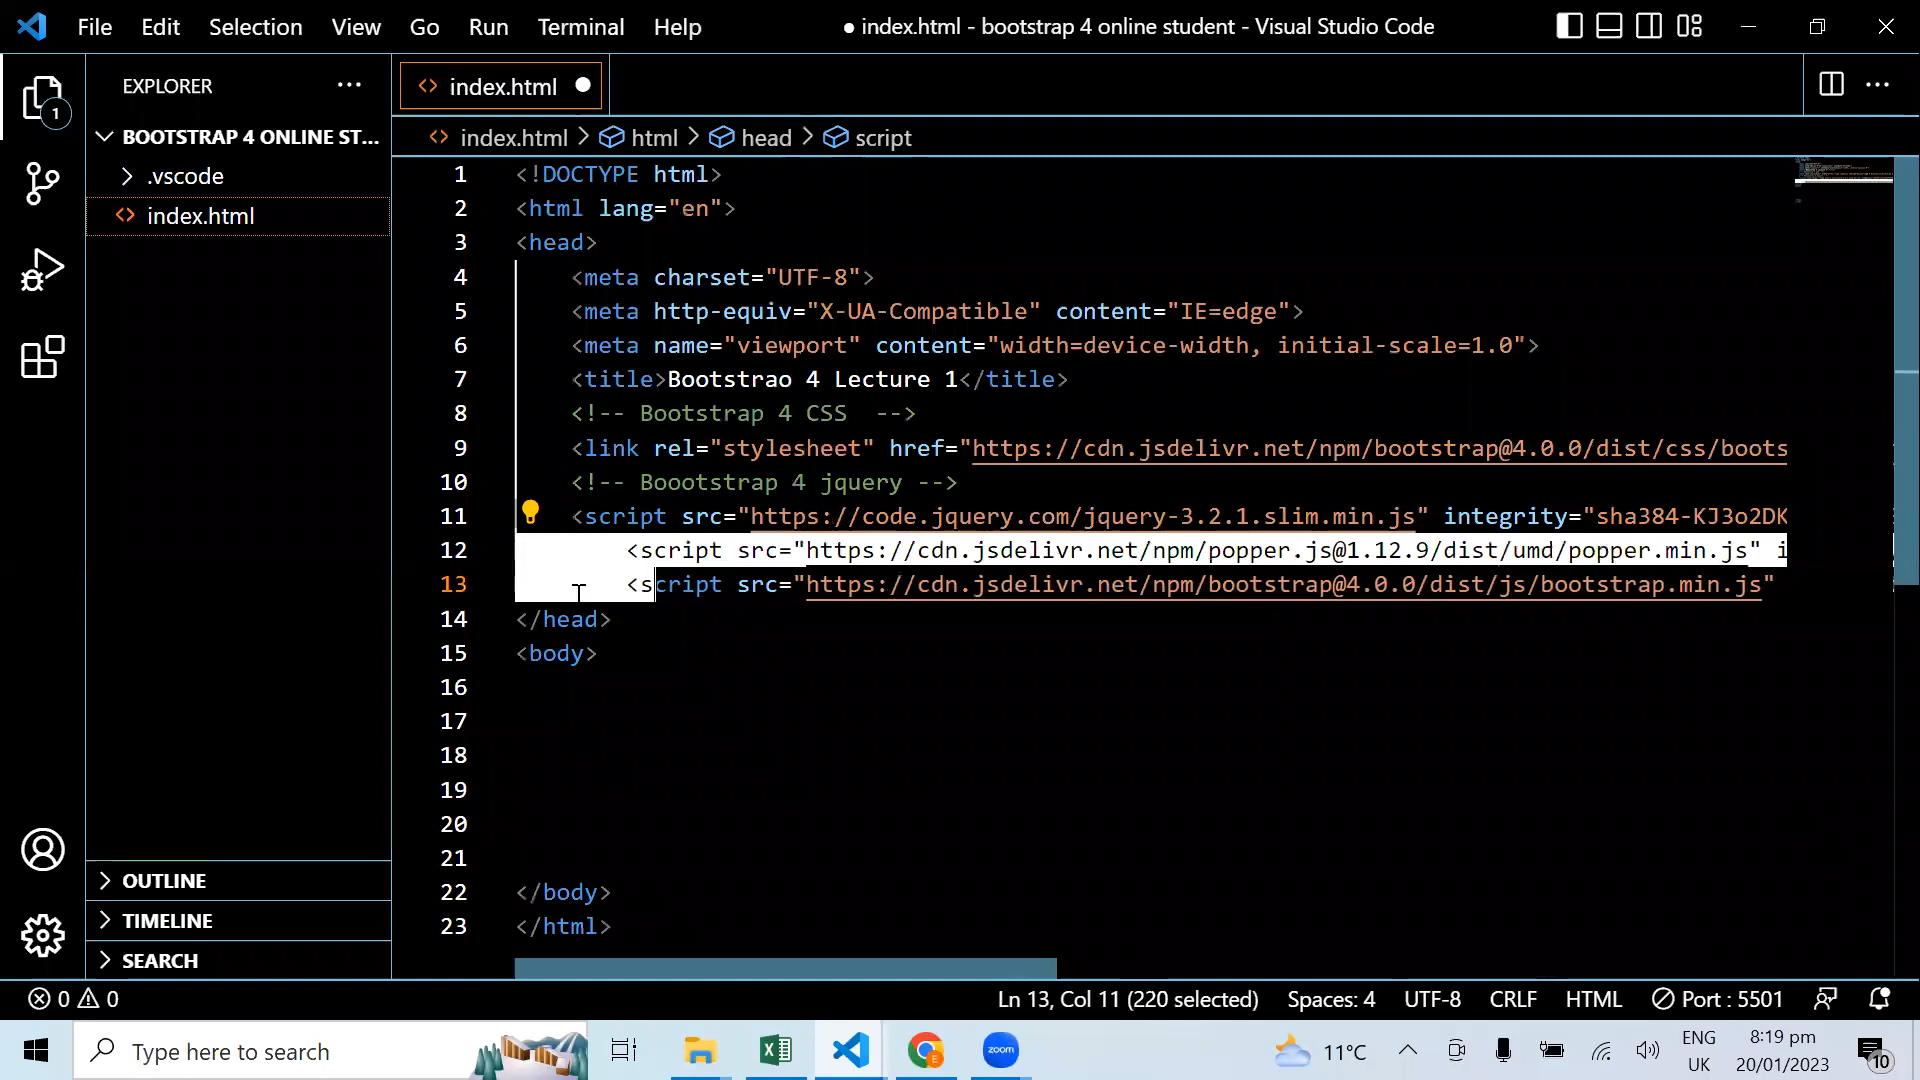 File Edit Selection View Go Run Terminal Help
● index.html - bootstrap 4 online student - Visual Studio Code
EXPLORER ···
BOOTSTRAP 4 ONLINE ST...
.vscode
<> index.html
1
<> index.html ●
<> index.html > html > head > script
1 <!DOCTYPE html>
2 <html lang="en">
3 <head>
4 <meta charset="UTF-8">
5 <meta http-equiv="X-UA-Compatible" content="IE=edge">
6 <meta name="viewport" content="width=device-width, initial-scale=1.0">
7 <title>Bootstrao 4 Lecture 1</title>
8 <!-- Bootstrap 4 CSS  -->
9 <link rel="stylesheet" href="https://cdn.jsdelivr.net/npm/bootstrap@4.0.0/dist/css/boots
10 <!-- Boootstrap 4 jquery -->
11 <script src="https://code.jquery.com/jquery-3.2.1.slim.min.js" integrity="sha384-KJ3o2DK
12 <script src="https://cdn.jsdelivr.net/npm/popper.js@1.12.9/dist/umd/popper.min.js" i
13 <script src="https://cdn.jsdelivr.net/npm/bootstrap@4.0.0/dist/js/bootstrap.min.js"
14 </head>
15 <body>
16
17
18
19
20
21
22 </body>
23 </html>
OUTLINE
TIMELINE
SEARCH
0 0
Ln 13, Col 11 (220 selected) Spaces: 4 UTF-8 CRLF HTML Port : 5501
Type here to search
zoom
11°C
ENG
UK
8:19 pm
20/01/2023
10